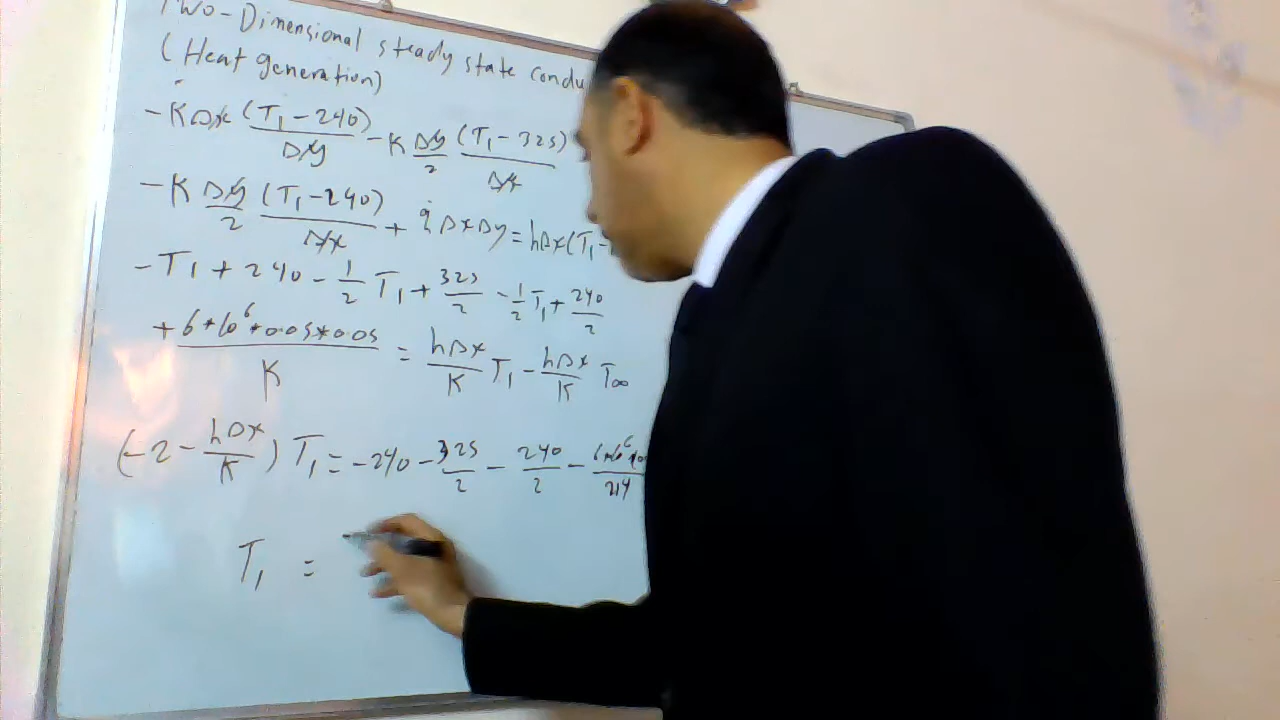 Two-Dimensional steady state condu
(Heat generation)
-KΔx (T₁-240)/Δy -K Δy/2 (T₁-325)/Δx
-K Δy/2 (T₁-240)/Δx + q̇ΔxΔy = hΔx(T₁-
-T₁ + 240 - 1/2 T₁ + 325/2 - 1/2 T₁ + 240/2
+ 6*10⁶*0.05*0.05/K = hΔx/K T₁ - hΔx/K T∞
(-2 - hΔx/K) T₁ = -240 - 325/2 - 240/2 -
T₁ =